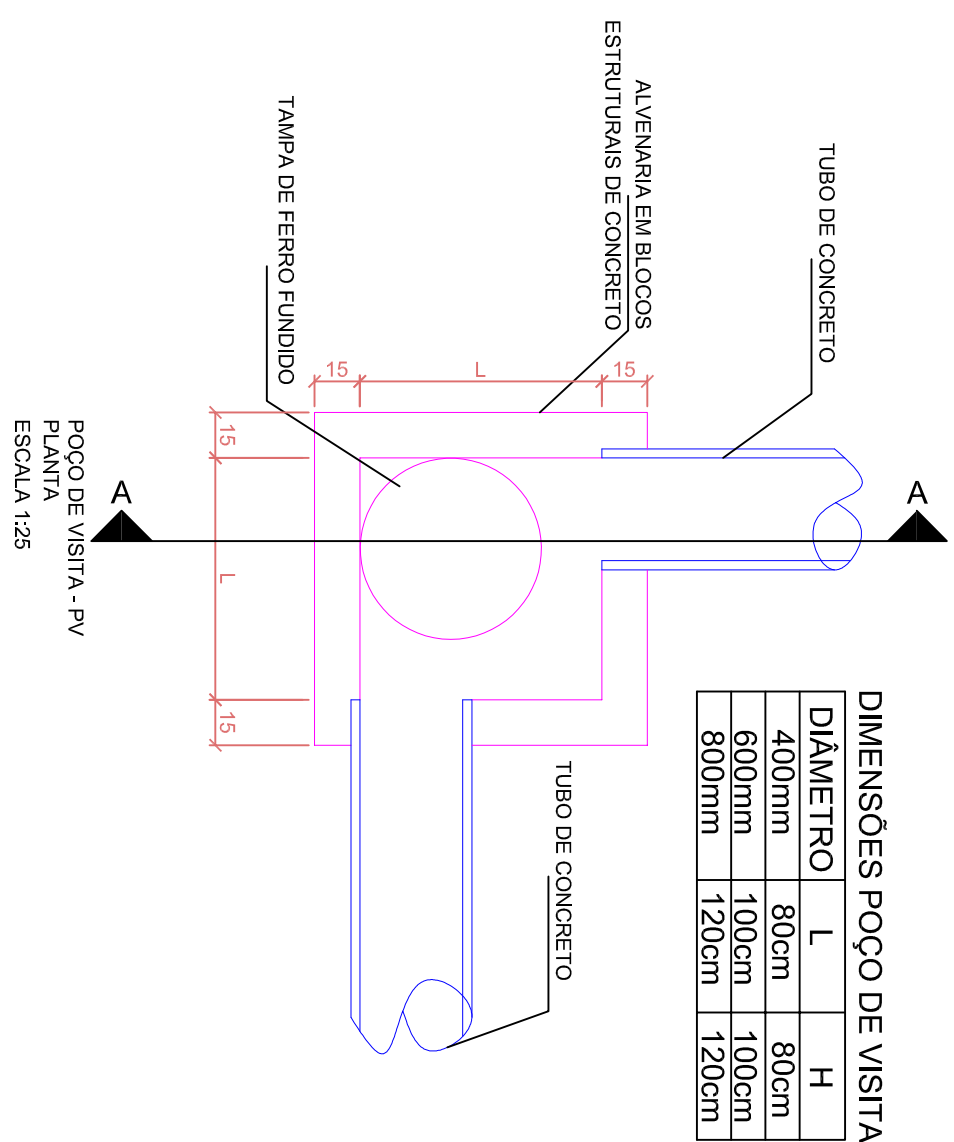 DIMENSÕES POÇO DE VISITA
DIÂMETRO L H
400mm 80cm 80cm
600mm 100cm 100cm
800mm 120cm 120cm
A
TUBO DE CONCRETO
ALVENARIA EM BLOCOS
ESTRUTURAIS DE CONCRETO
15
L
15
TUBO DE CONCRETO
TAMPA DE FERRO FUNDIDO
15
L
15
A
POÇO DE VISITA - PV
PLANTA
ESCALA 1:25